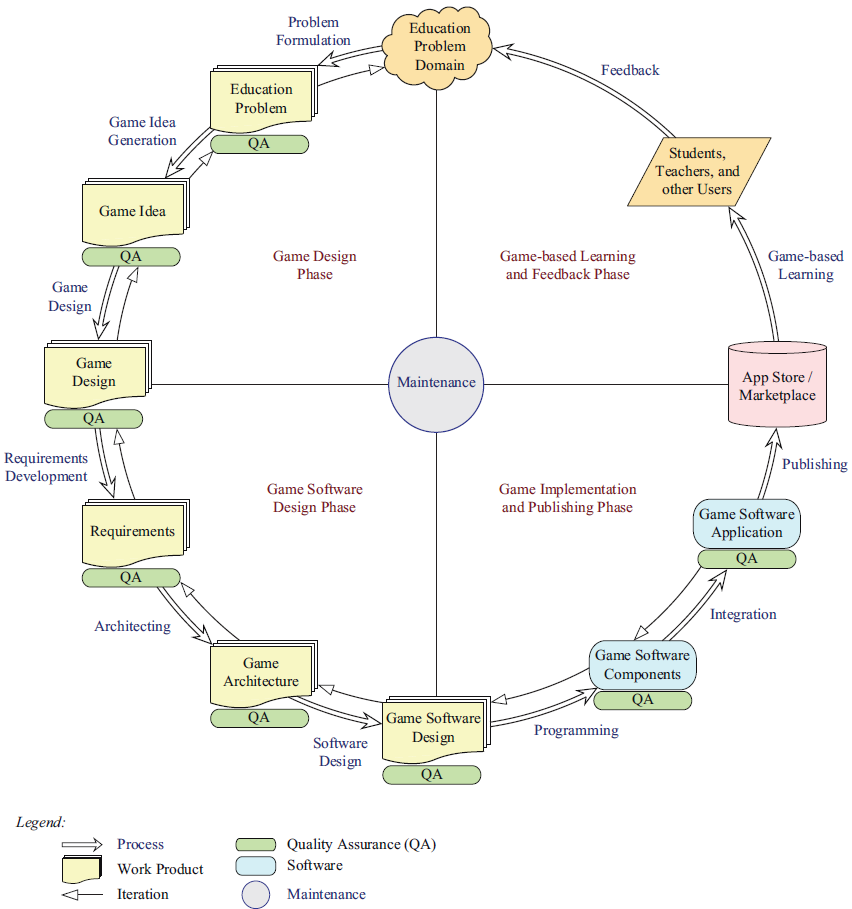 Problem
Formulation
Education
Problem
Domain
Feedback
Education
Problem
QA
Game Idea
Generation
Students,
Teachers, and
other Users
Game Idea
QA
Game Design
Phase
Game-based Learning
and Feedback Phase
Game-based
Learning
Game
Design
Game
Design
QA
Maintenance
App Store /
Marketplace
Requirements
Development
Publishing
Game Software
Design Phase
Game Implementation
and Publishing Phase
Requirements
QA
Game Software
Application
QA
Architecting
Integration
Game
Architecture
QA
Game Software
Components
QA
Software
Design
Game Software
Design
QA
Programming
Legend:
Process
Quality Assurance (QA)
Work Product
Software
Iteration
Maintenance